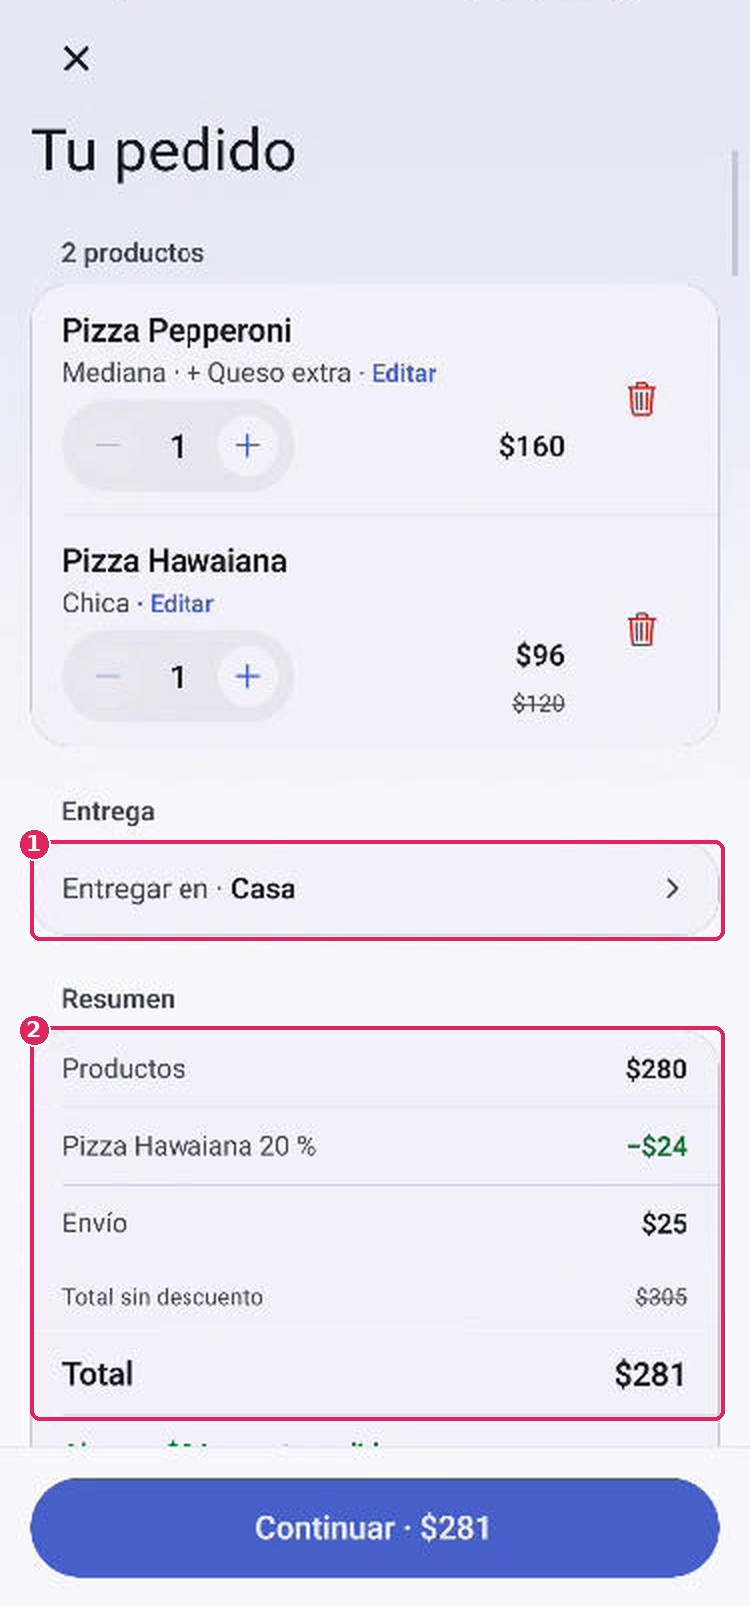 Tu pedido
2 productos
Pizza Pepperoni
Mediana · + Queso extra · Editar
1
$160
Pizza Hawaiana
Chica · Editar
1
$96
$120
Entrega
1
Entregar en · Casa
Resumen
2
Productos $280
Pizza Hawaiana 20 % −$24
Envío $25
Total sin descuento $305
Total $281
Continuar · $281